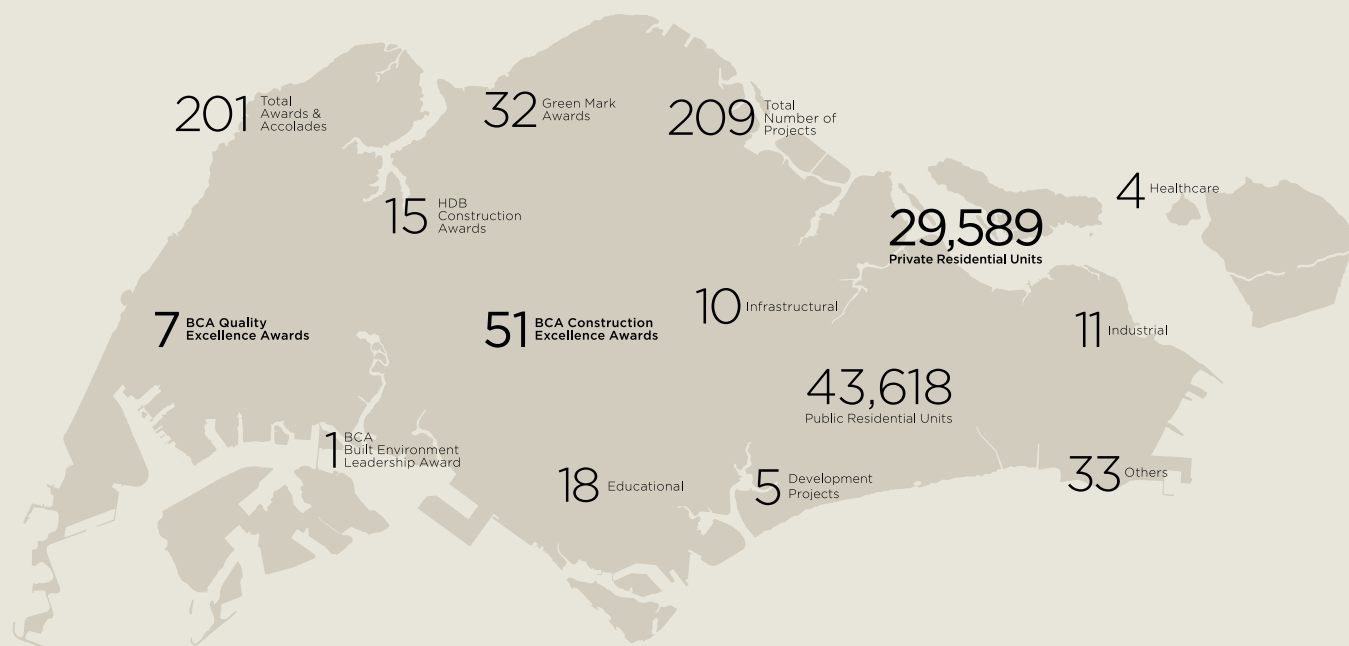 201
Total
Awards &
Accolades
32
Green Mark
Awards
209
Total
Number of
Projects
4
Healthcare
15
HDB
Construction
Awards
29,589
Private Residential Units
7
BCA Quality
Excellence Awards
51
BCA Construction
Excellence Awards
10
Infrastructural
11
Industrial
43,618
Public Residential Units
1
BCA
Built Environment
Leadership Award
18
Educational
5
Development
Projects
33
Others